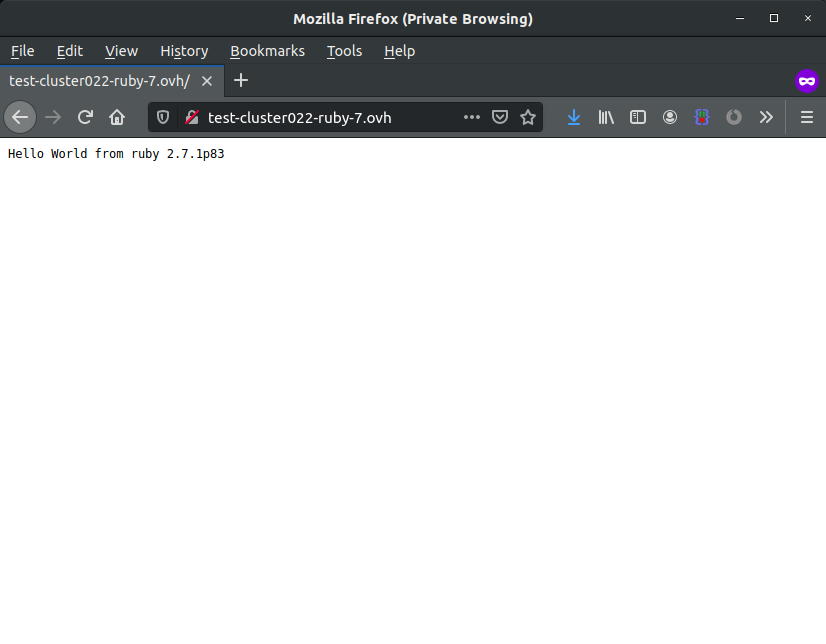 Mozilla Firefox (Private Browsing)
File Edit View History Bookmarks Tools Help
test-cluster022-ruby-7.ovh/
test-cluster022-ruby-7.ovh
Hello World from ruby 2.7.1p83